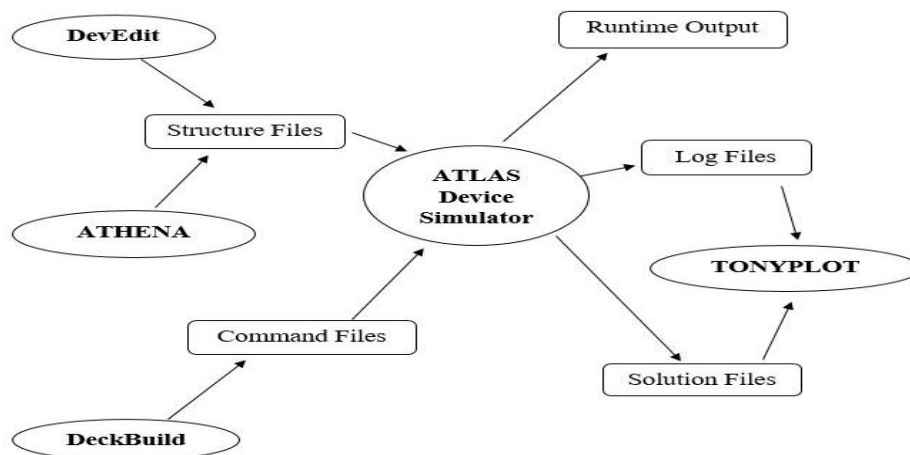 DevEdit
Runtime Output
Structure Files
Log Files
ATLAS
Device
Simulator
ATHENA
TONYPLOT
Command Files
Solution Files
DeckBuild